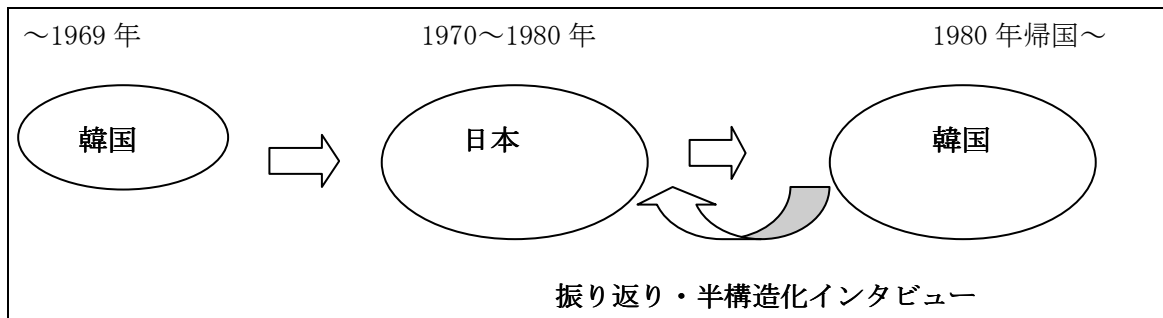 ～1969 年 1970～1980 年 1980 年帰国～
韓国 日本 韓国
振り返り・半構造化インタビュー